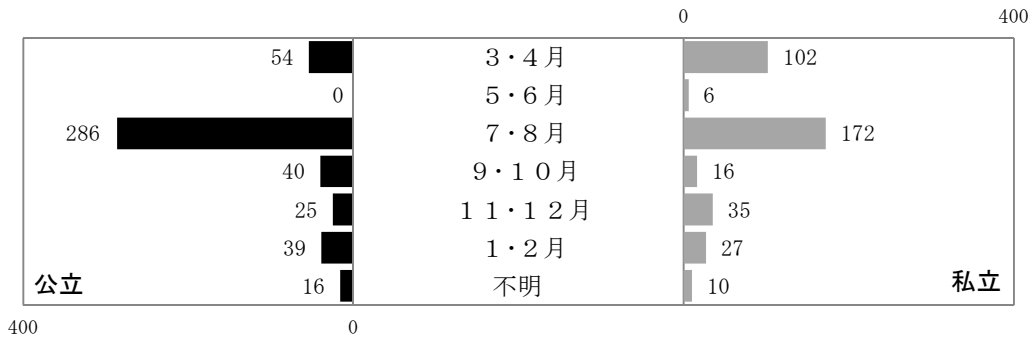 0 400
54 ３・４月 102
0 ５・６月 6
286 ７・８月 172
40 ９・１０月 16
25 １１・１２月 35
39 １・２月 27
公立 16 不明 10 私立
400 0